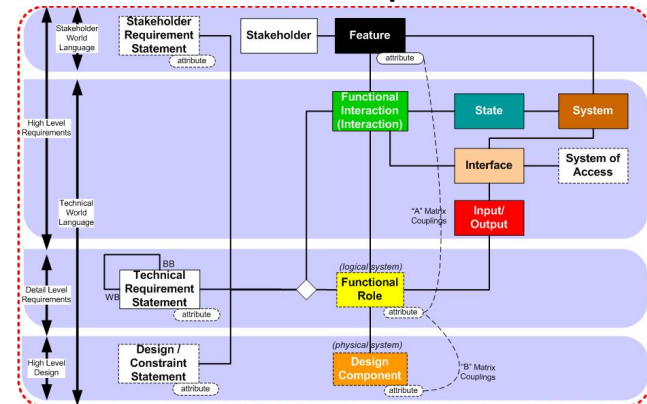 Stakeholder
World
Language
Stakeholder
Requirement
Statement
attribute
Stakeholder
Feature
attribute
High Level
Requirements
Technical
World
Language
Functional
Interaction
(Interaction)
State
System
Interface
System of
Access
"A" Matrix
Couplings
Input/
Output
Detail Level
Requirements
BB
WB
Technical
Requirement
Statement
attribute
(logical system)
Functional
Role
attribute
High Level
Design
Design /
Constraint
Statement
attribute
(physical system)
Design
Component
attribute
"B" Matrix
Couplings